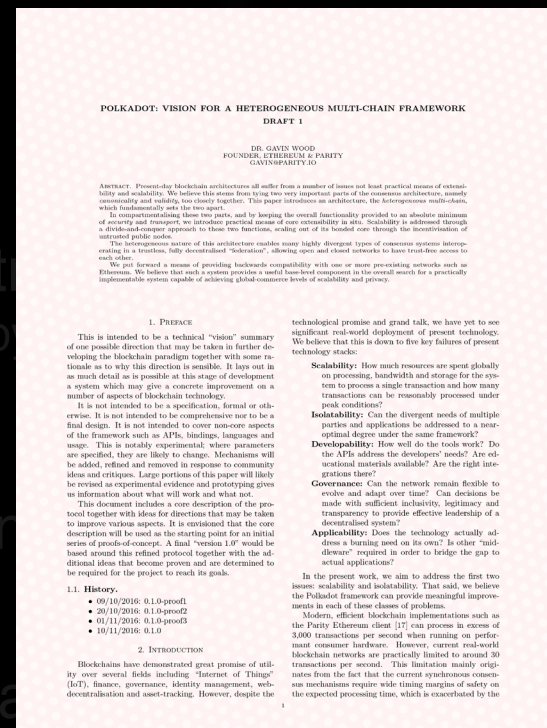 POLKADOT: VISION FOR A HETEROGENEOUS MULTI-CHAIN FRAMEWORK
DRAFT 1
DR. GAVIN WOOD
FOUNDER, ETHEREUM & PARITY
GAVIN@PARITY.IO
Abstract. Present-day blockchain architectures all suffer from a number of issues not least practical means of extensi-
bility and scalability. We believe this stems from tying two very important parts of the consensus architecture, namely
canonicality and validity, too closely together. This paper introduces an architecture, the heterogeneous multi-chain,
which fundamentally sets the two apart.
In compartmentalising these two parts, and by keeping the overall functionality provided to an absolute minimum
of security and transport, we introduce practical means of core extensibility in situ. Scalability is addressed through
a divide-and-conquer approach to these two functions, scaling out of its bonded core through the incentivisation of
untrusted public nodes.
The heterogeneous nature of this architecture enables many highly divergent types of consensus systems interop-
erating in a trustless, fully decentralised “federation”, allowing open and closed networks to have trust-free access to
each other.
We put forward a means of providing backwards compatibility with one or more pre-existing networks such as
Ethereum. We believe that such a system provides a useful base-level component in the overall search for a practically
implementable system capable of achieving global-commerce levels of scalability and privacy.
1. Preface
This is intended to be a technical “vision” summary
of one possible direction that may be taken in further de-
veloping the blockchain paradigm together with some ra-
tionale as to why this direction is sensible. It lays out in
as much detail as is possible at this stage of development
a system which may give a concrete improvement on a
number of aspects of blockchain technology.
It is not intended to be a specification, formal or oth-
erwise. It is not intended to be comprehensive nor to be a
final design. It is not intended to cover non-core aspects
of the framework such as APIs, bindings, languages and
usage. This is notably experimental; where parameters
are specified, they are likely to change. Mechanisms will
be added, refined and removed in response to community
ideas and critiques. Large portions of this paper will likely
be revised as experimental evidence and prototyping gives
us information about what will work and what not.
This document includes a core description of the pro-
tocol together with ideas for directions that may be taken
to improve various aspects. It is envisioned that the core
description will be used as the starting point for an initial
series of proofs-of-concept. A final “version 1.0” would be
based around this refined protocol together with the ad-
ditional ideas that become proven and are determined to
be required for the project to reach its goals.
1.1. History.
• 09/10/2016: 0.1.0-proof1
• 20/10/2016: 0.1.0-proof2
• 01/11/2016: 0.1.0-proof3
• 10/11/2016: 0.1.0
2. Introduction
Blockchains have demonstrated great promise of util-
ity over several fields including “Internet of Things”
(IoT), finance, governance, identity management, web-
decentralisation and asset-tracking. However, despite the
technological promise and grand talk, we have yet to see
significant real-world deployment of present technology.
We believe that this is down to five key failures of present
technology stacks:
Scalability: How much resources are spent globally
on processing, bandwidth and storage for the sys-
tem to process a single transaction and how many
transactions can be reasonably processed under
peak conditions?
Isolatability: Can the divergent needs of multiple
parties and applications be addressed to a near-
optimal degree under the same framework?
Developability: How well do the tools work? Do
the APIs address the developers’ needs? Are ed-
ucational materials available? Are the right inte-
grations there?
Governance: Can the network remain flexible to
evolve and adapt over time? Can decisions be
made with sufficient inclusivity, legitimacy and
transparency to provide effective leadership of a
decentralised system?
Applicability: Does the technology actually ad-
dress a burning need on its own? Is other “mid-
dleware” required in order to bridge the gap to
actual applications?
In the present work, we aim to address the first two
issues: scalability and isolatability. That said, we believe
the Polkadot framework can provide meaningful improve-
ments in each of these classes of problems.
Modern, efficient blockchain implementations such as
the Parity Ethereum client [17] can process in excess of
3,000 transactions per second when running on perfor-
mant consumer hardware. However, current real-world
blockchain networks are practically limited to around 30
transactions per second. This limitation mainly origi-
nates from the fact that the current synchronous consen-
sus mechanisms require wide timing margins of safety on
the expected processing time, which is exacerbated by the
1